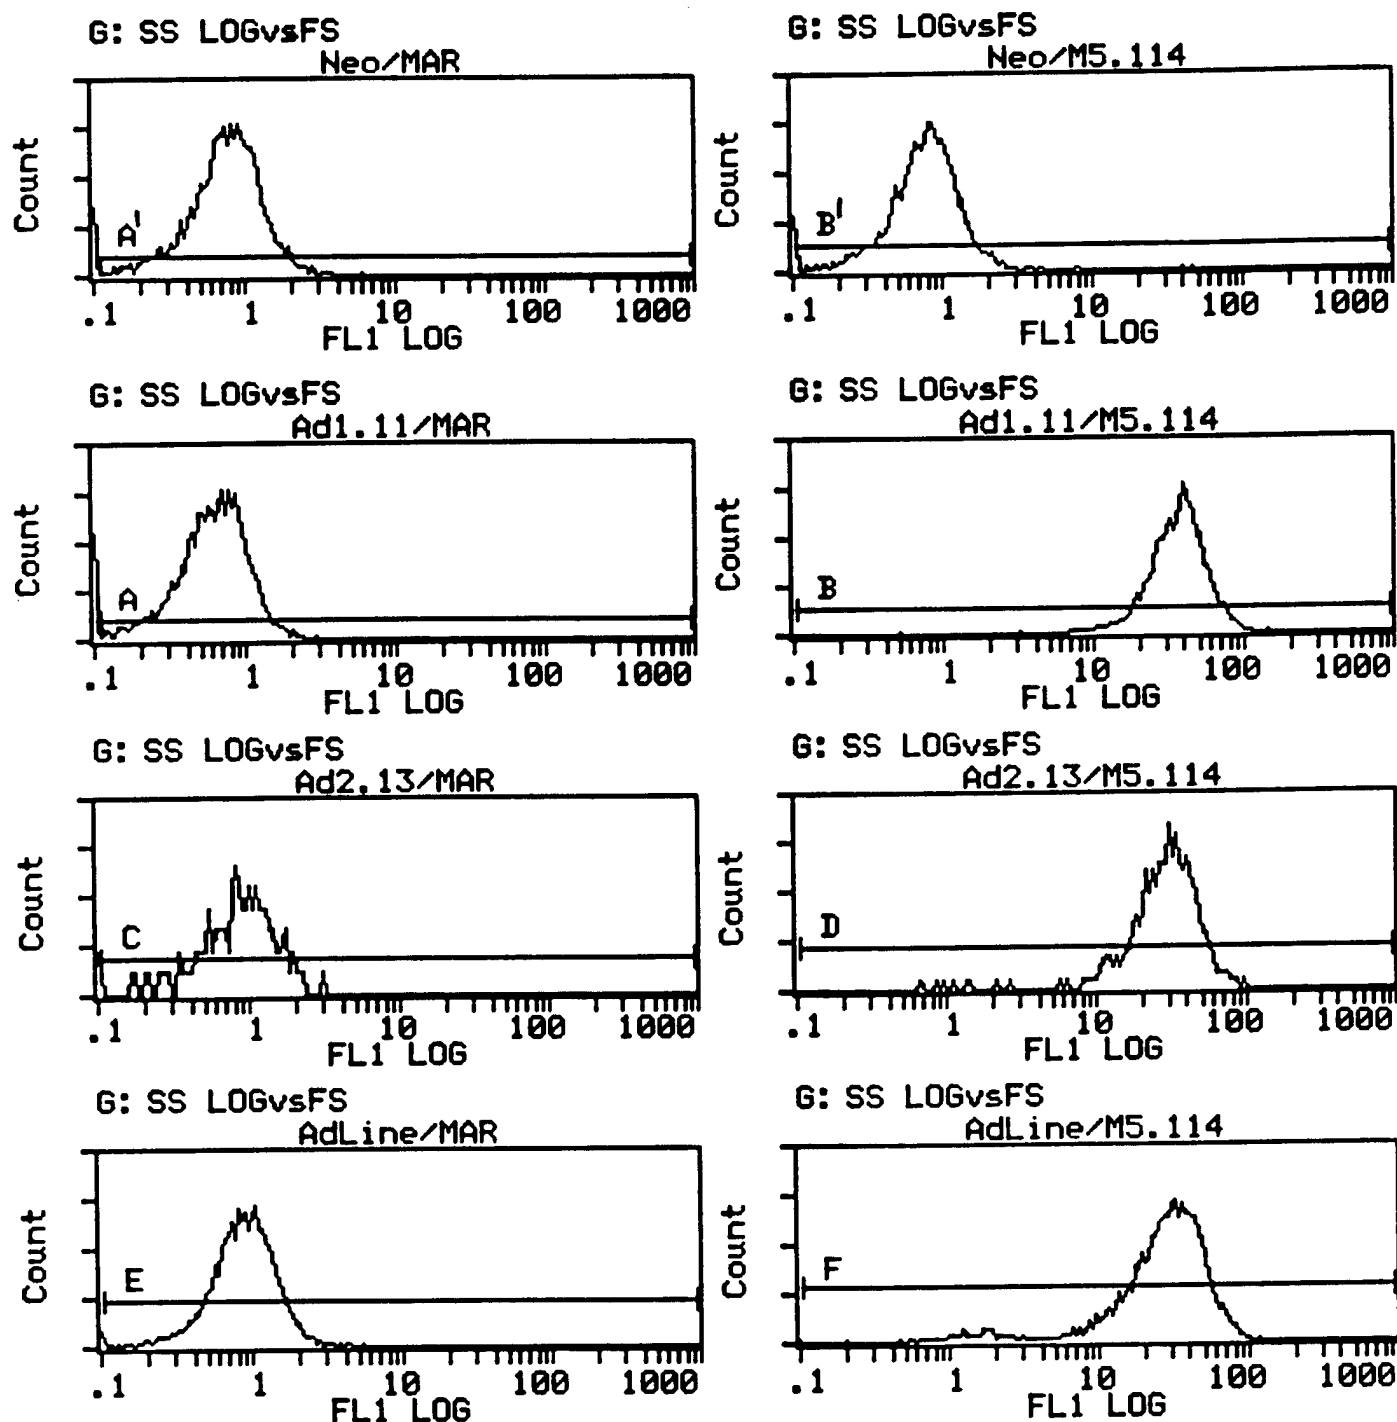 G: SS LOGvsFS
Neo/MAR
Count
A'
.1 1 10 100 1000
FL1 LOG
G: SS LOGvsFS
Neo/M5.114
Count
B'
.1 1 10 100 1000
FL1 LOG
G: SS LOGvsFS
Ad1.11/MAR
Count
A
.1 1 10 100 1000
FL1 LOG
G: SS LOGvsFS
Ad1.11/M5.114
Count
B
.1 1 10 100 1000
FL1 LOG
G: SS LOGvsFS
Ad2.13/MAR
Count
C
.1 1 10 100 1000
FL1 LOG
G: SS LOGvsFS
Ad2.13/M5.114
Count
D
.1 1 10 100 1000
FL1 LOG
G: SS LOGvsFS
AdLine/MAR
Count
E
.1 1 10 100 1000
FL1 LOG
G: SS LOGvsFS
AdLine/M5.114
Count
F
.1 1 10 100 1000
FL1 LOG